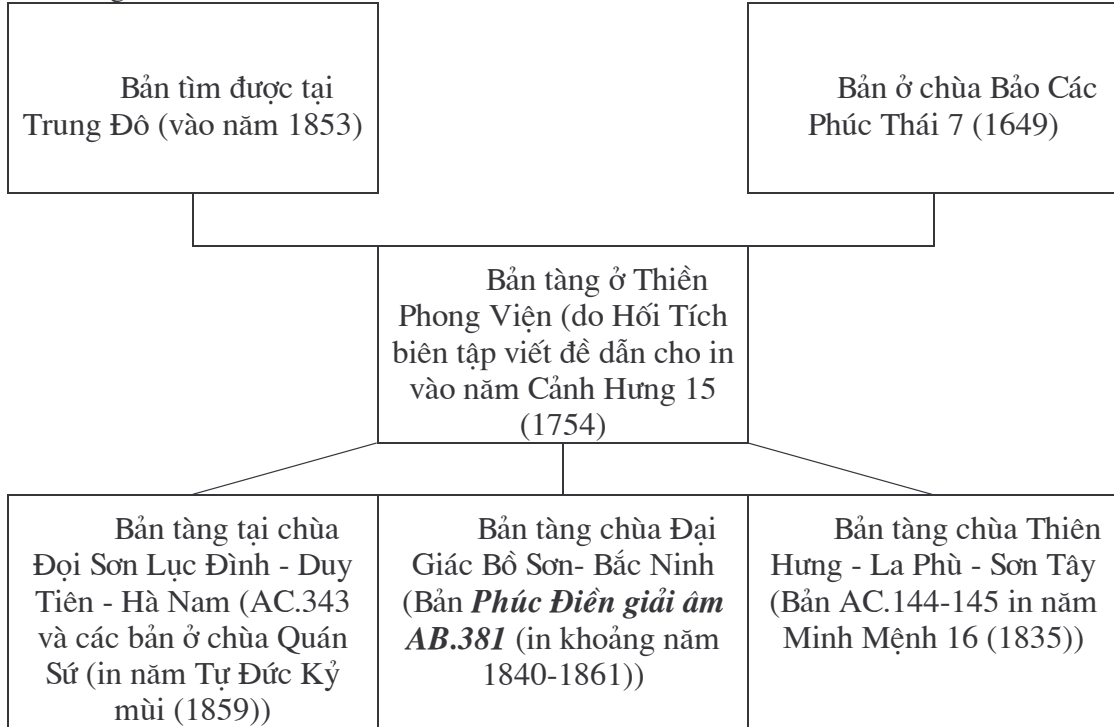 Bản tìm được tại
Trung Đô (vào năm 1853)
Bản ở chùa Bảo Các
Phúc Thái 7 (1649)
Bản tàng ở Thiền
Phong Viện (do Hối Tích
biên tập viết đề dẫn cho in
vào năm Cảnh Hưng 15
(1754)
Bản tàng tại chùa
Đọi Sơn Lục Đình - Duy
Tiên - Hà Nam (AC.343
và các bản ở chùa Quán
Sứ (in năm Tự Đức Kỷ
mùi (1859))
Bản tàng chùa Đại
Giác Bồ Sơn- Bắc Ninh
(Bản Phúc Điền giải âm
AB.381 (in khoảng năm
1840-1861))
Bản tàng chùa Thiên
Hưng - La Phù - Sơn Tây
(Bản AC.144-145 in năm
Minh Mệnh 16 (1835))